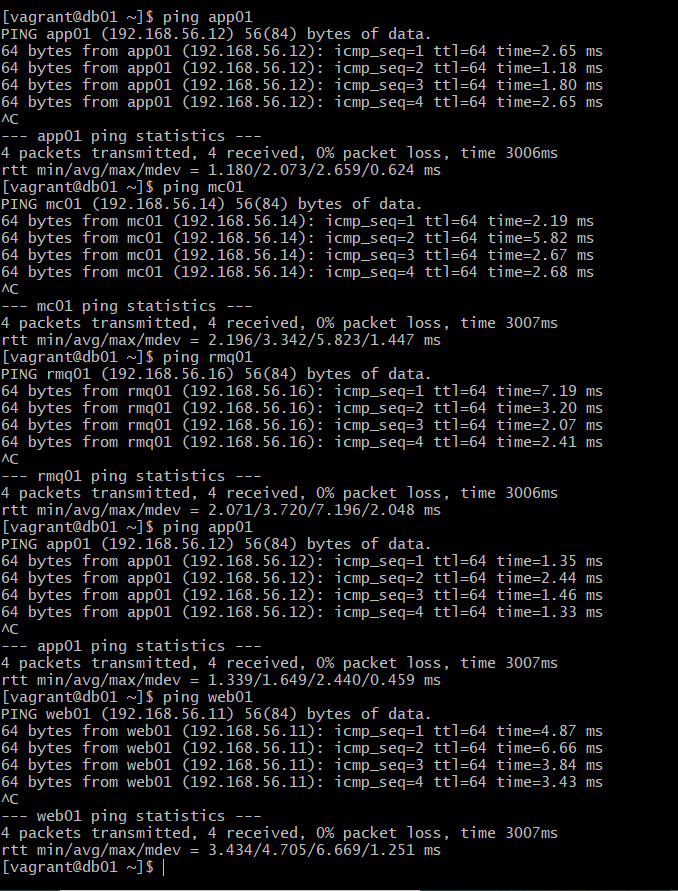 [vagrant@db01 ~]$ ping app01
PING app01 (192.168.56.12) 56(84) bytes of data.
64 bytes from app01 (192.168.56.12): icmp_seq=1 ttl=64 time=2.65 ms
64 bytes from app01 (192.168.56.12): icmp_seq=2 ttl=64 time=1.18 ms
64 bytes from app01 (192.168.56.12): icmp_seq=3 ttl=64 time=1.80 ms
64 bytes from app01 (192.168.56.12): icmp_seq=4 ttl=64 time=2.65 ms
^C
--- app01 ping statistics ---
4 packets transmitted, 4 received, 0% packet loss, time 3006ms
rtt min/avg/max/mdev = 1.180/2.073/2.659/0.624 ms
[vagrant@db01 ~]$ ping mc01
PING mc01 (192.168.56.14) 56(84) bytes of data.
64 bytes from mc01 (192.168.56.14): icmp_seq=1 ttl=64 time=2.19 ms
64 bytes from mc01 (192.168.56.14): icmp_seq=2 ttl=64 time=5.82 ms
64 bytes from mc01 (192.168.56.14): icmp_seq=3 ttl=64 time=2.67 ms
64 bytes from mc01 (192.168.56.14): icmp_seq=4 ttl=64 time=2.68 ms
^C
--- mc01 ping statistics ---
4 packets transmitted, 4 received, 0% packet loss, time 3007ms
rtt min/avg/max/mdev = 2.196/3.342/5.823/1.447 ms
[vagrant@db01 ~]$ ping rmq01
PING rmq01 (192.168.56.16) 56(84) bytes of data.
64 bytes from rmq01 (192.168.56.16): icmp_seq=1 ttl=64 time=7.19 ms
64 bytes from rmq01 (192.168.56.16): icmp_seq=2 ttl=64 time=3.20 ms
64 bytes from rmq01 (192.168.56.16): icmp_seq=3 ttl=64 time=2.07 ms
64 bytes from rmq01 (192.168.56.16): icmp_seq=4 ttl=64 time=2.41 ms
^C
--- rmq01 ping statistics ---
4 packets transmitted, 4 received, 0% packet loss, time 3006ms
rtt min/avg/max/mdev = 2.071/3.720/7.196/2.048 ms
[vagrant@db01 ~]$ ping app01
PING app01 (192.168.56.12) 56(84) bytes of data.
64 bytes from app01 (192.168.56.12): icmp_seq=1 ttl=64 time=1.35 ms
64 bytes from app01 (192.168.56.12): icmp_seq=2 ttl=64 time=2.44 ms
64 bytes from app01 (192.168.56.12): icmp_seq=3 ttl=64 time=1.46 ms
64 bytes from app01 (192.168.56.12): icmp_seq=4 ttl=64 time=1.33 ms
^C
--- app01 ping statistics ---
4 packets transmitted, 4 received, 0% packet loss, time 3007ms
rtt min/avg/max/mdev = 1.339/1.649/2.440/0.459 ms
[vagrant@db01 ~]$ ping web01
PING web01 (192.168.56.11) 56(84) bytes of data.
64 bytes from web01 (192.168.56.11): icmp_seq=1 ttl=64 time=4.87 ms
64 bytes from web01 (192.168.56.11): icmp_seq=2 ttl=64 time=6.66 ms
64 bytes from web01 (192.168.56.11): icmp_seq=3 ttl=64 time=3.84 ms
64 bytes from web01 (192.168.56.11): icmp_seq=4 ttl=64 time=3.43 ms
^C
--- web01 ping statistics ---
4 packets transmitted, 4 received, 0% packet loss, time 3007ms
rtt min/avg/max/mdev = 3.434/4.705/6.669/1.251 ms
[vagrant@db01 ~]$